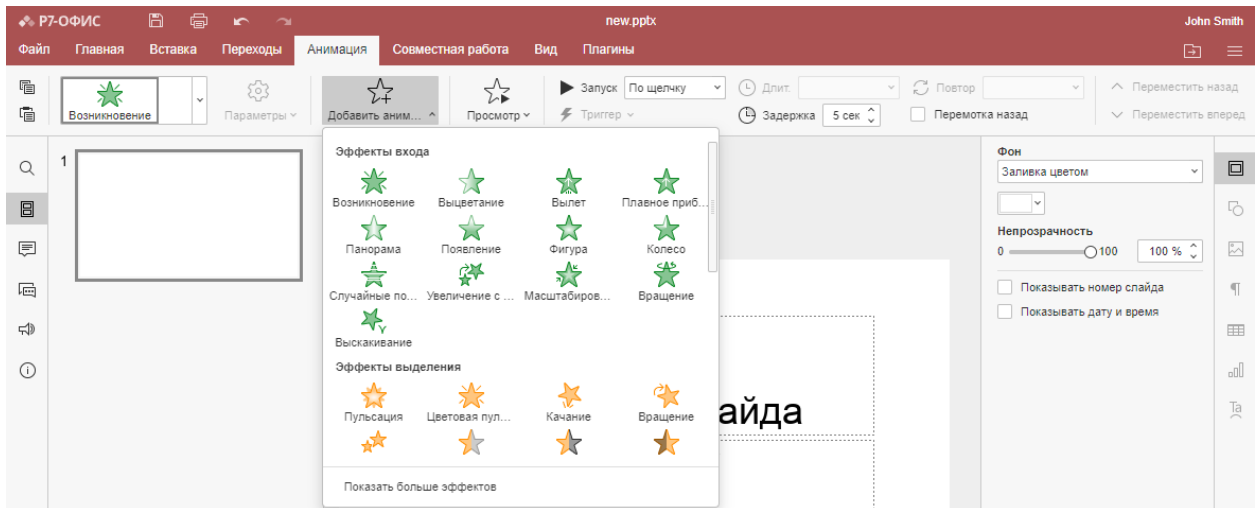 Р7-ОФИС new.pptx John Smith
Файл Главная Вставка Переходы Анимация Совместная работа Вид Плагины
Возникновение Параметры Добавить аним... Просмотр
Запуск По щелчку Длит. Повтор Переместить назад
Триггер Задержка 5 сек Перемотка назад Переместить вперед
1
Эффекты входа
Возникновение Выцветание Вылет Плавное приб...
Панорама Появление Фигура Колесо
Случайные по... Увеличение с ... Масштабиров... Вращение
Выскакивание
Эффекты выделения
Пульсация Цветовая пул... Качание Вращение
Показать больше эффектов
айда
Фон
Заливка цветом
Непрозрачность
0 100 100 %
Показывать номер слайда
Показывать дату и время
Ta